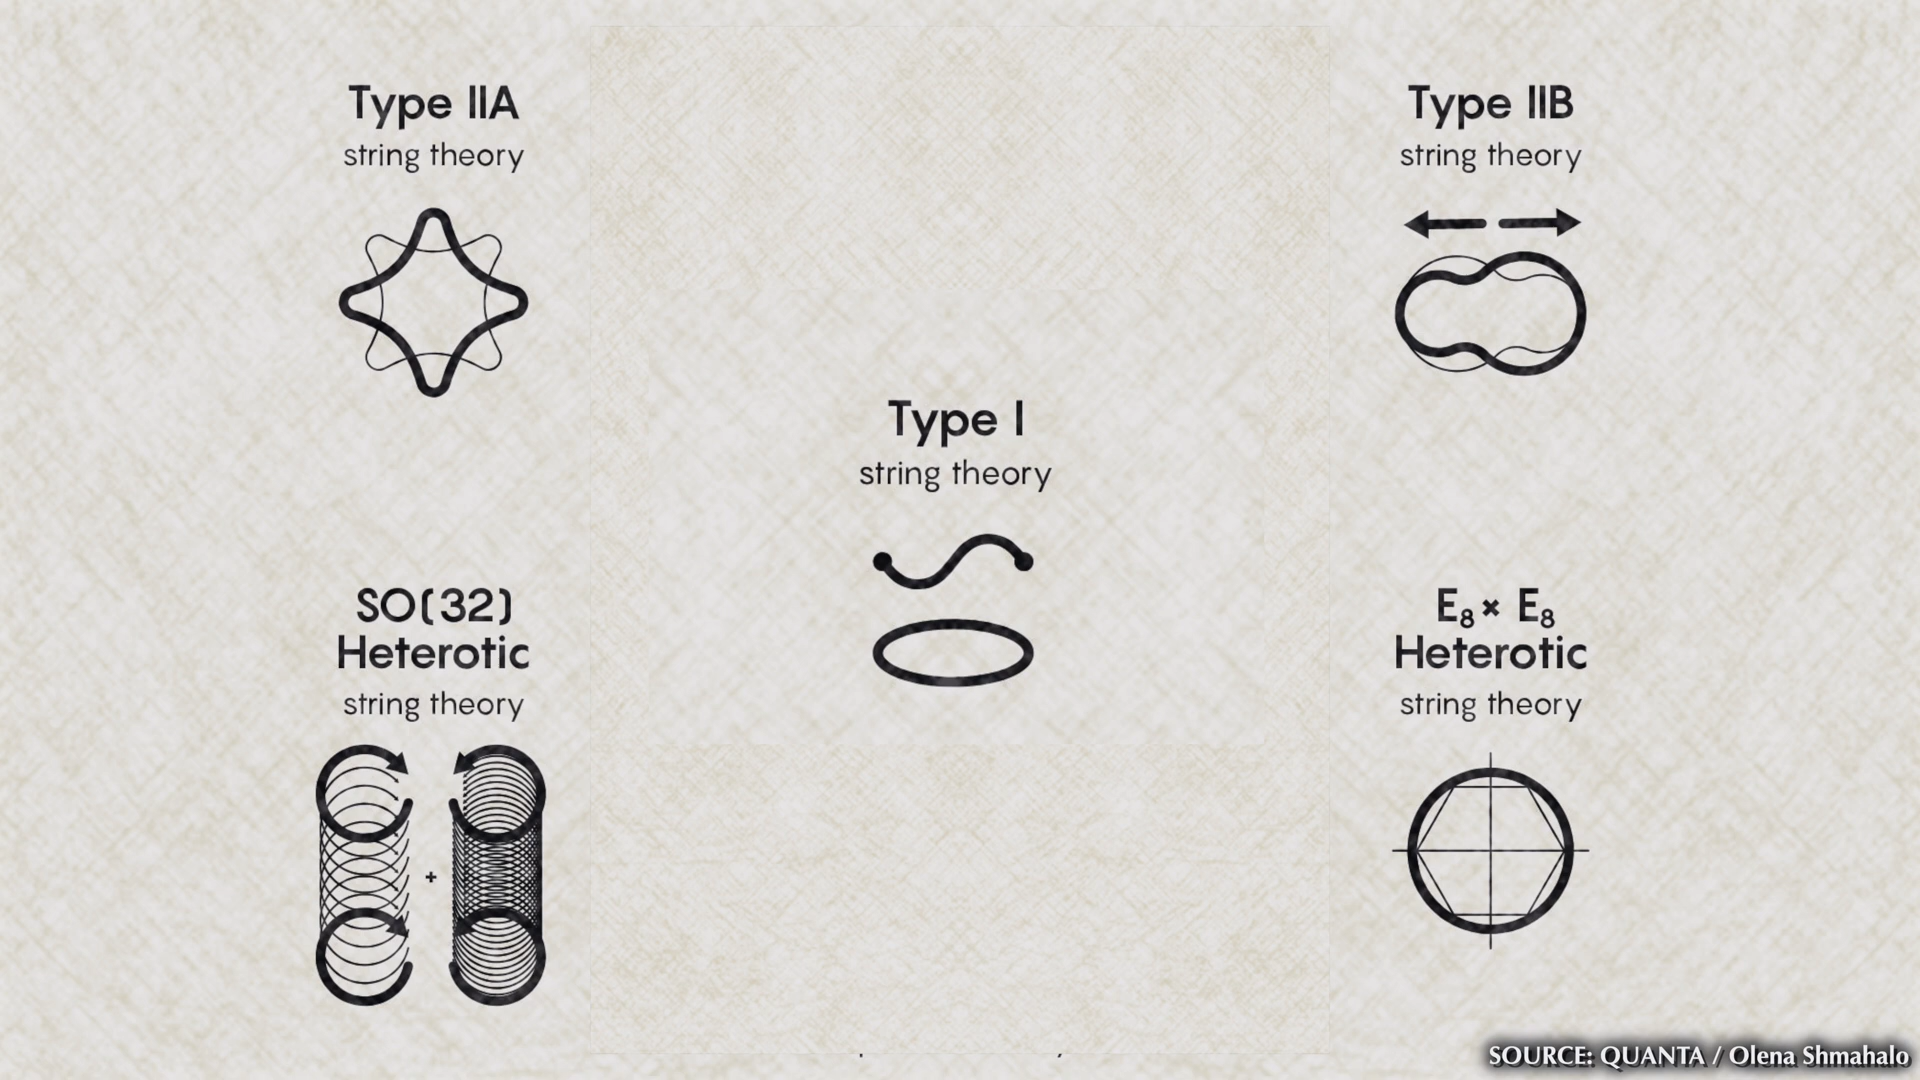 Type IIA
string theory
Type IIB
string theory
Type I
string theory
SO(32)
Heterotic
string theory
+
E₈ × E₈
Heterotic
string theory
SOURCE: QUANTA / Olena Shmahalo